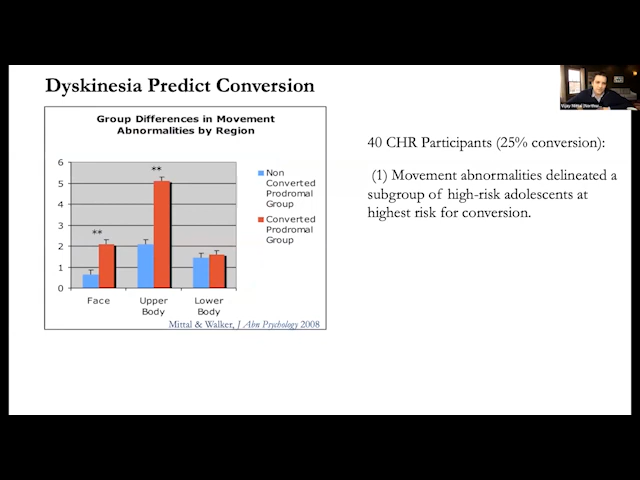 Dyskinesia Predict Conversion
Group Differences in Movement
Abnormalities by Region
6
5
4
3
2
1
0
**
**
Face
Upper
Body
Lower
Body
Non
Converted
Prodromal
Group
Converted
Prodromal
Group
Mittal & Walker, J Abn Psychology 2008
40 CHR Participants (25% conversion):
(1) Movement abnormalities delineated a
subgroup of high-risk adolescents at
highest risk for conversion.
Vijay Mittal